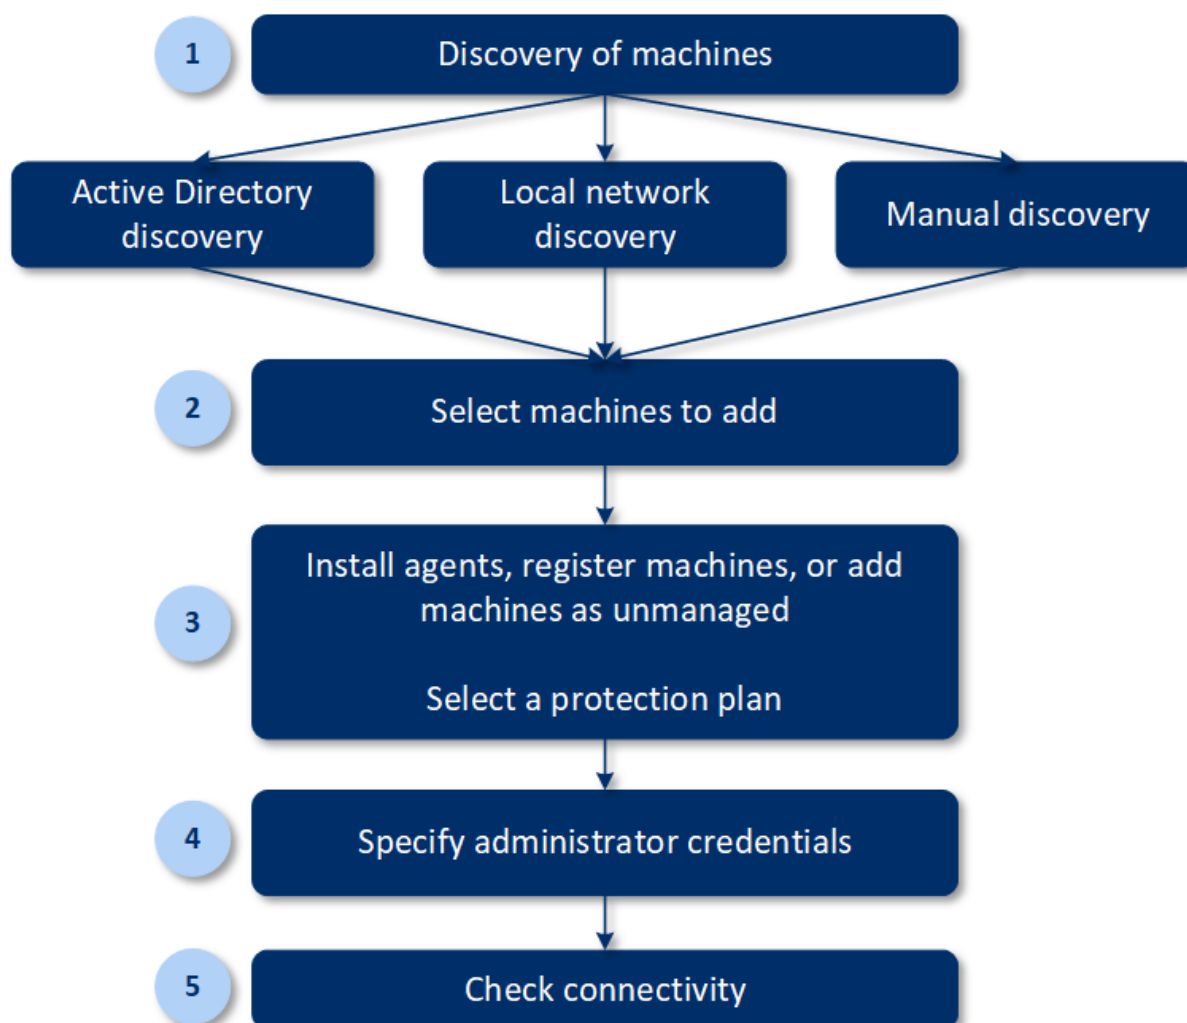 1
Discovery of machines
Active Directory
discovery
Local network
discovery
Manual discovery
2
Select machines to add
3
Install agents, register machines, or add
machines as unmanaged
Select a protection plan
4
Specify administrator credentials
5
Check connectivity